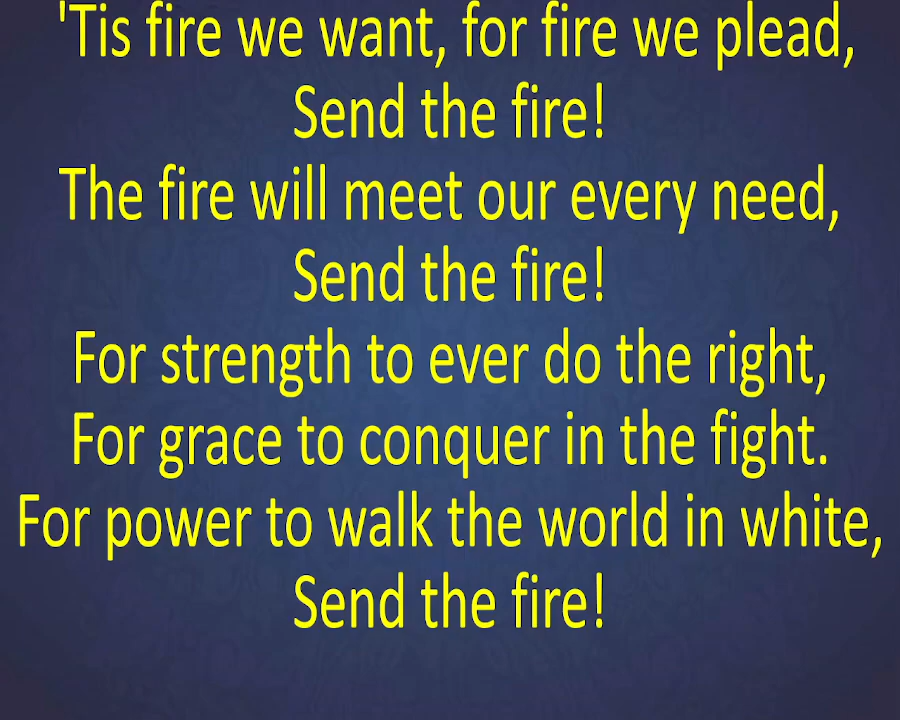 'Tis fire we want, for fire we plead,
Send the fire!
The fire will meet our every need,
Send the fire!
For strength to ever do the right,
For grace to conquer in the fight.
For power to walk the world in white,
Send the fire!